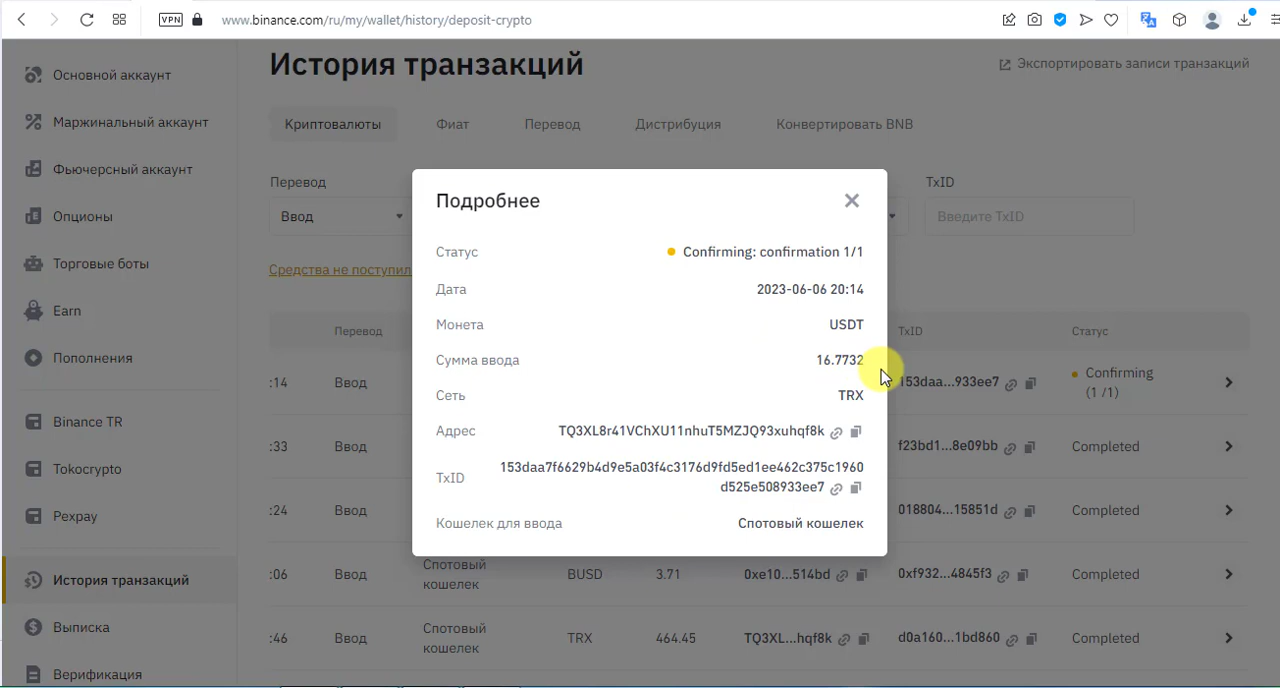 VPN
www.binance.com/ru/my/wallet/history/deposit-crypto
Основной аккаунт
Маржинальный аккаунт
Фьючерсный аккаунт
Опционы
Торговые боты
Earn
Пополнения
Binance TR
Tokocrypto
Pexpay
История транзакций
Выписка
Верификация
История транзакций
Экспортировать записи транзакций
Криптовалюты Фиат Перевод Дистрибуция Конвертировать BNB
Перевод TxID
Ввод Введите TxID
Средства не поступил
Перевод TxID Статус
:14 Ввод 153daa...933ee7 Confirming
(1 /1)
:33 Ввод f23bd1...8e09bb Completed
:24 Ввод 018804...15851d Completed
:06 Ввод Спотовый
кошелек BUSD 3.71 0xe10...514bd 0xf932...4845f3 Completed
:46 Ввод Спотовый
кошелек TRX 464.45 TQ3XL...hqf8k d0a160...1bd860 Completed
Подробнее
Статус Confirming: confirmation 1/1
Дата 2023-06-06 20:14
Монета USDT
Сумма ввода 16.7732
Сеть TRX
Адрес TQ3XL8r41VChXU11nhuT5MZJQ93xuhqf8k
TxID 153daa7f6629b4d9e5a03f4c3176d9fd5ed1ee462c375c1960
d525e508933ee7
Кошелек для ввода Спотовый кошелек